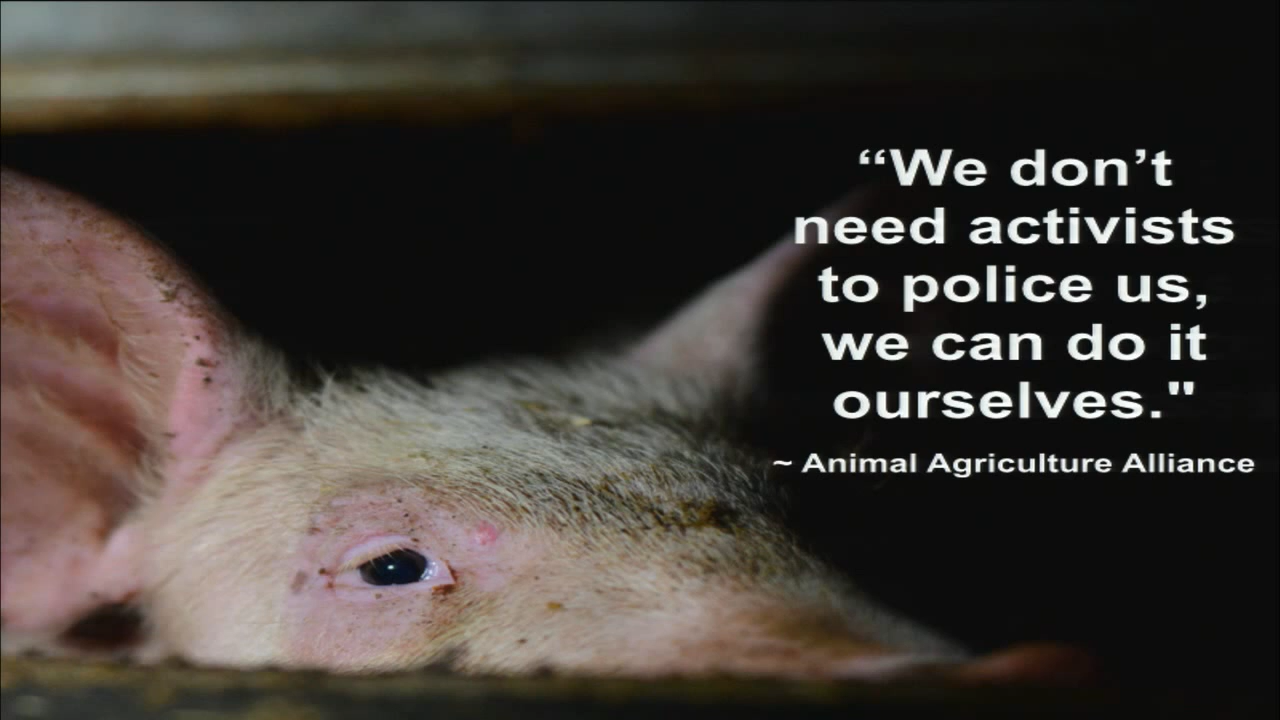 “We don’t
need activists
to police us,
we can do it
ourselves."
~ Animal Agriculture Alliance